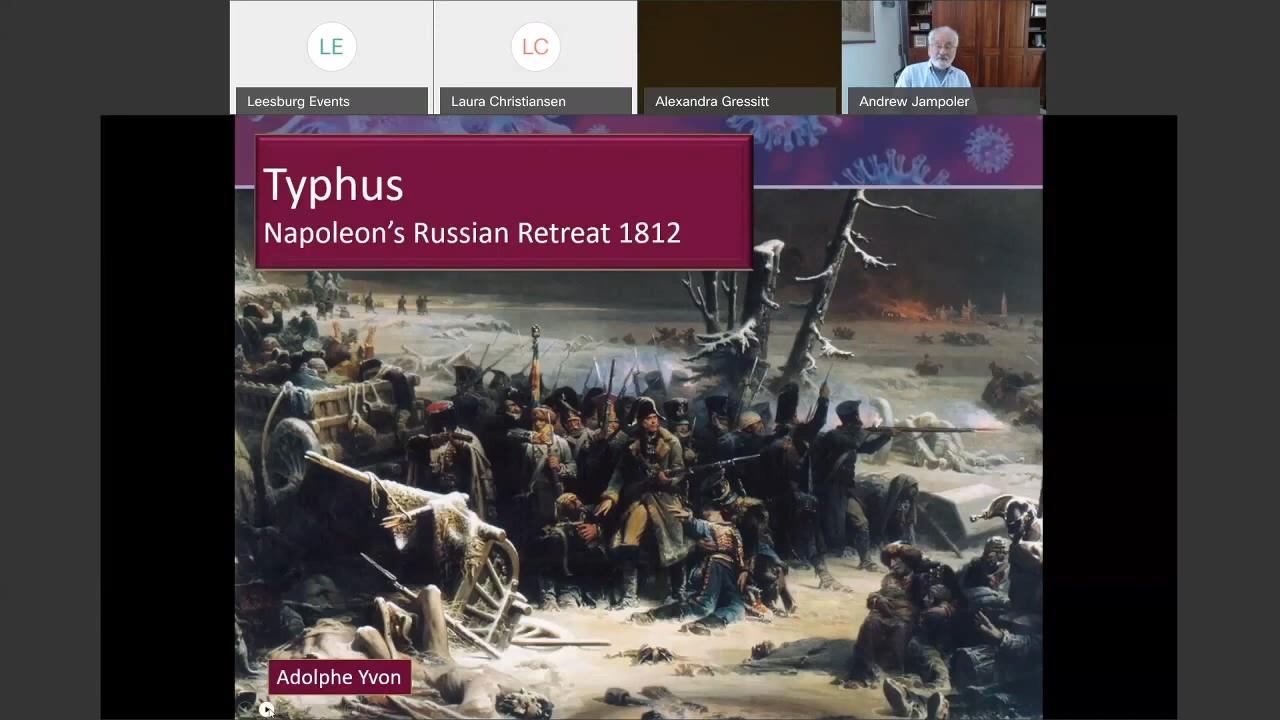 LE
LC
Leesburg Events
Laura Christiansen
Alexandra Gressitt
Andrew Jampoler
Typhus
Napoleon’s Russian Retreat 1812
Adolphe Yvon